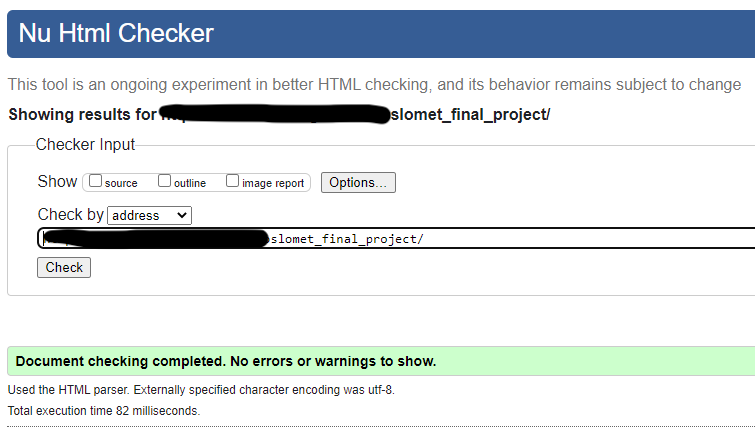 Nu Html Checker
This tool is an ongoing experiment in better HTML checking, and its behavior remains subject to change
Showing results for slomet_final_project/
Checker Input
Show source outline image report Options...
Check by address
slomet_final_project/
Check
Document checking completed. No errors or warnings to show.
Used the HTML parser. Externally specified character encoding was utf-8.
Total execution time 82 milliseconds.